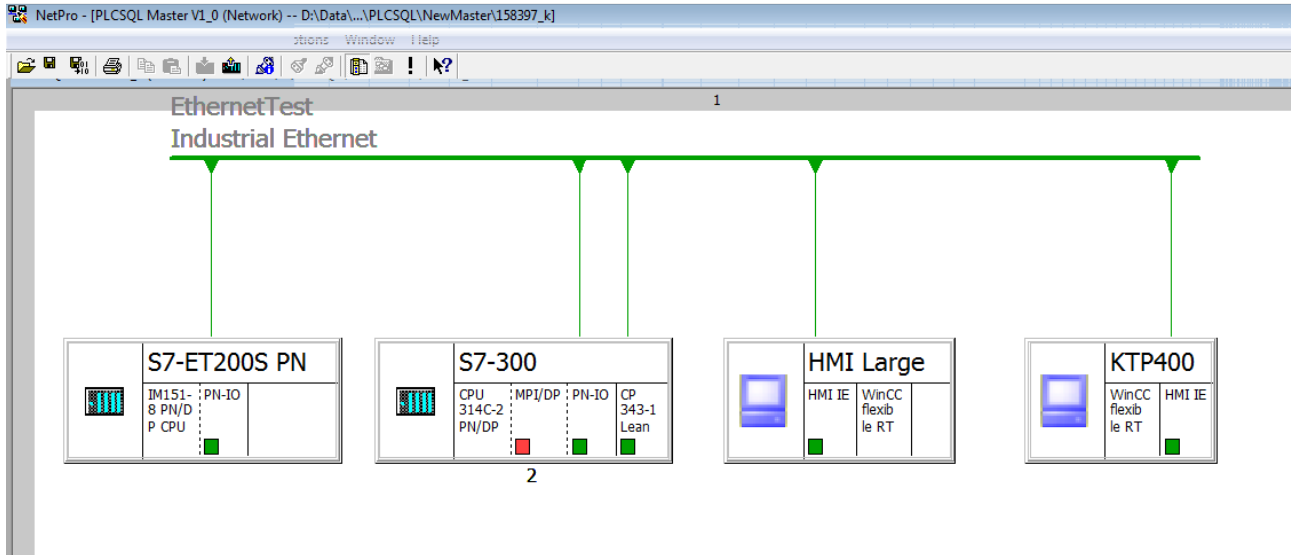 NetPro - [PLCSQL Master V1_0 (Network) -- D:\Data\...\PLCSQL\NewMaster\158397_k]
Window Help
1
EthernetTest
Industrial Ethernet
S7-ET200S PN
IM151-
8 PN/D
P CPU
PN-IO
S7-300
CPU
314C-2
PN/DP
MPI/DP
PN-IO
CP
343-1
Lean
2
HMI Large
HMI IE
WinCC
flexib
le RT
KTP400
WinCC
flexib
le RT
HMI IE